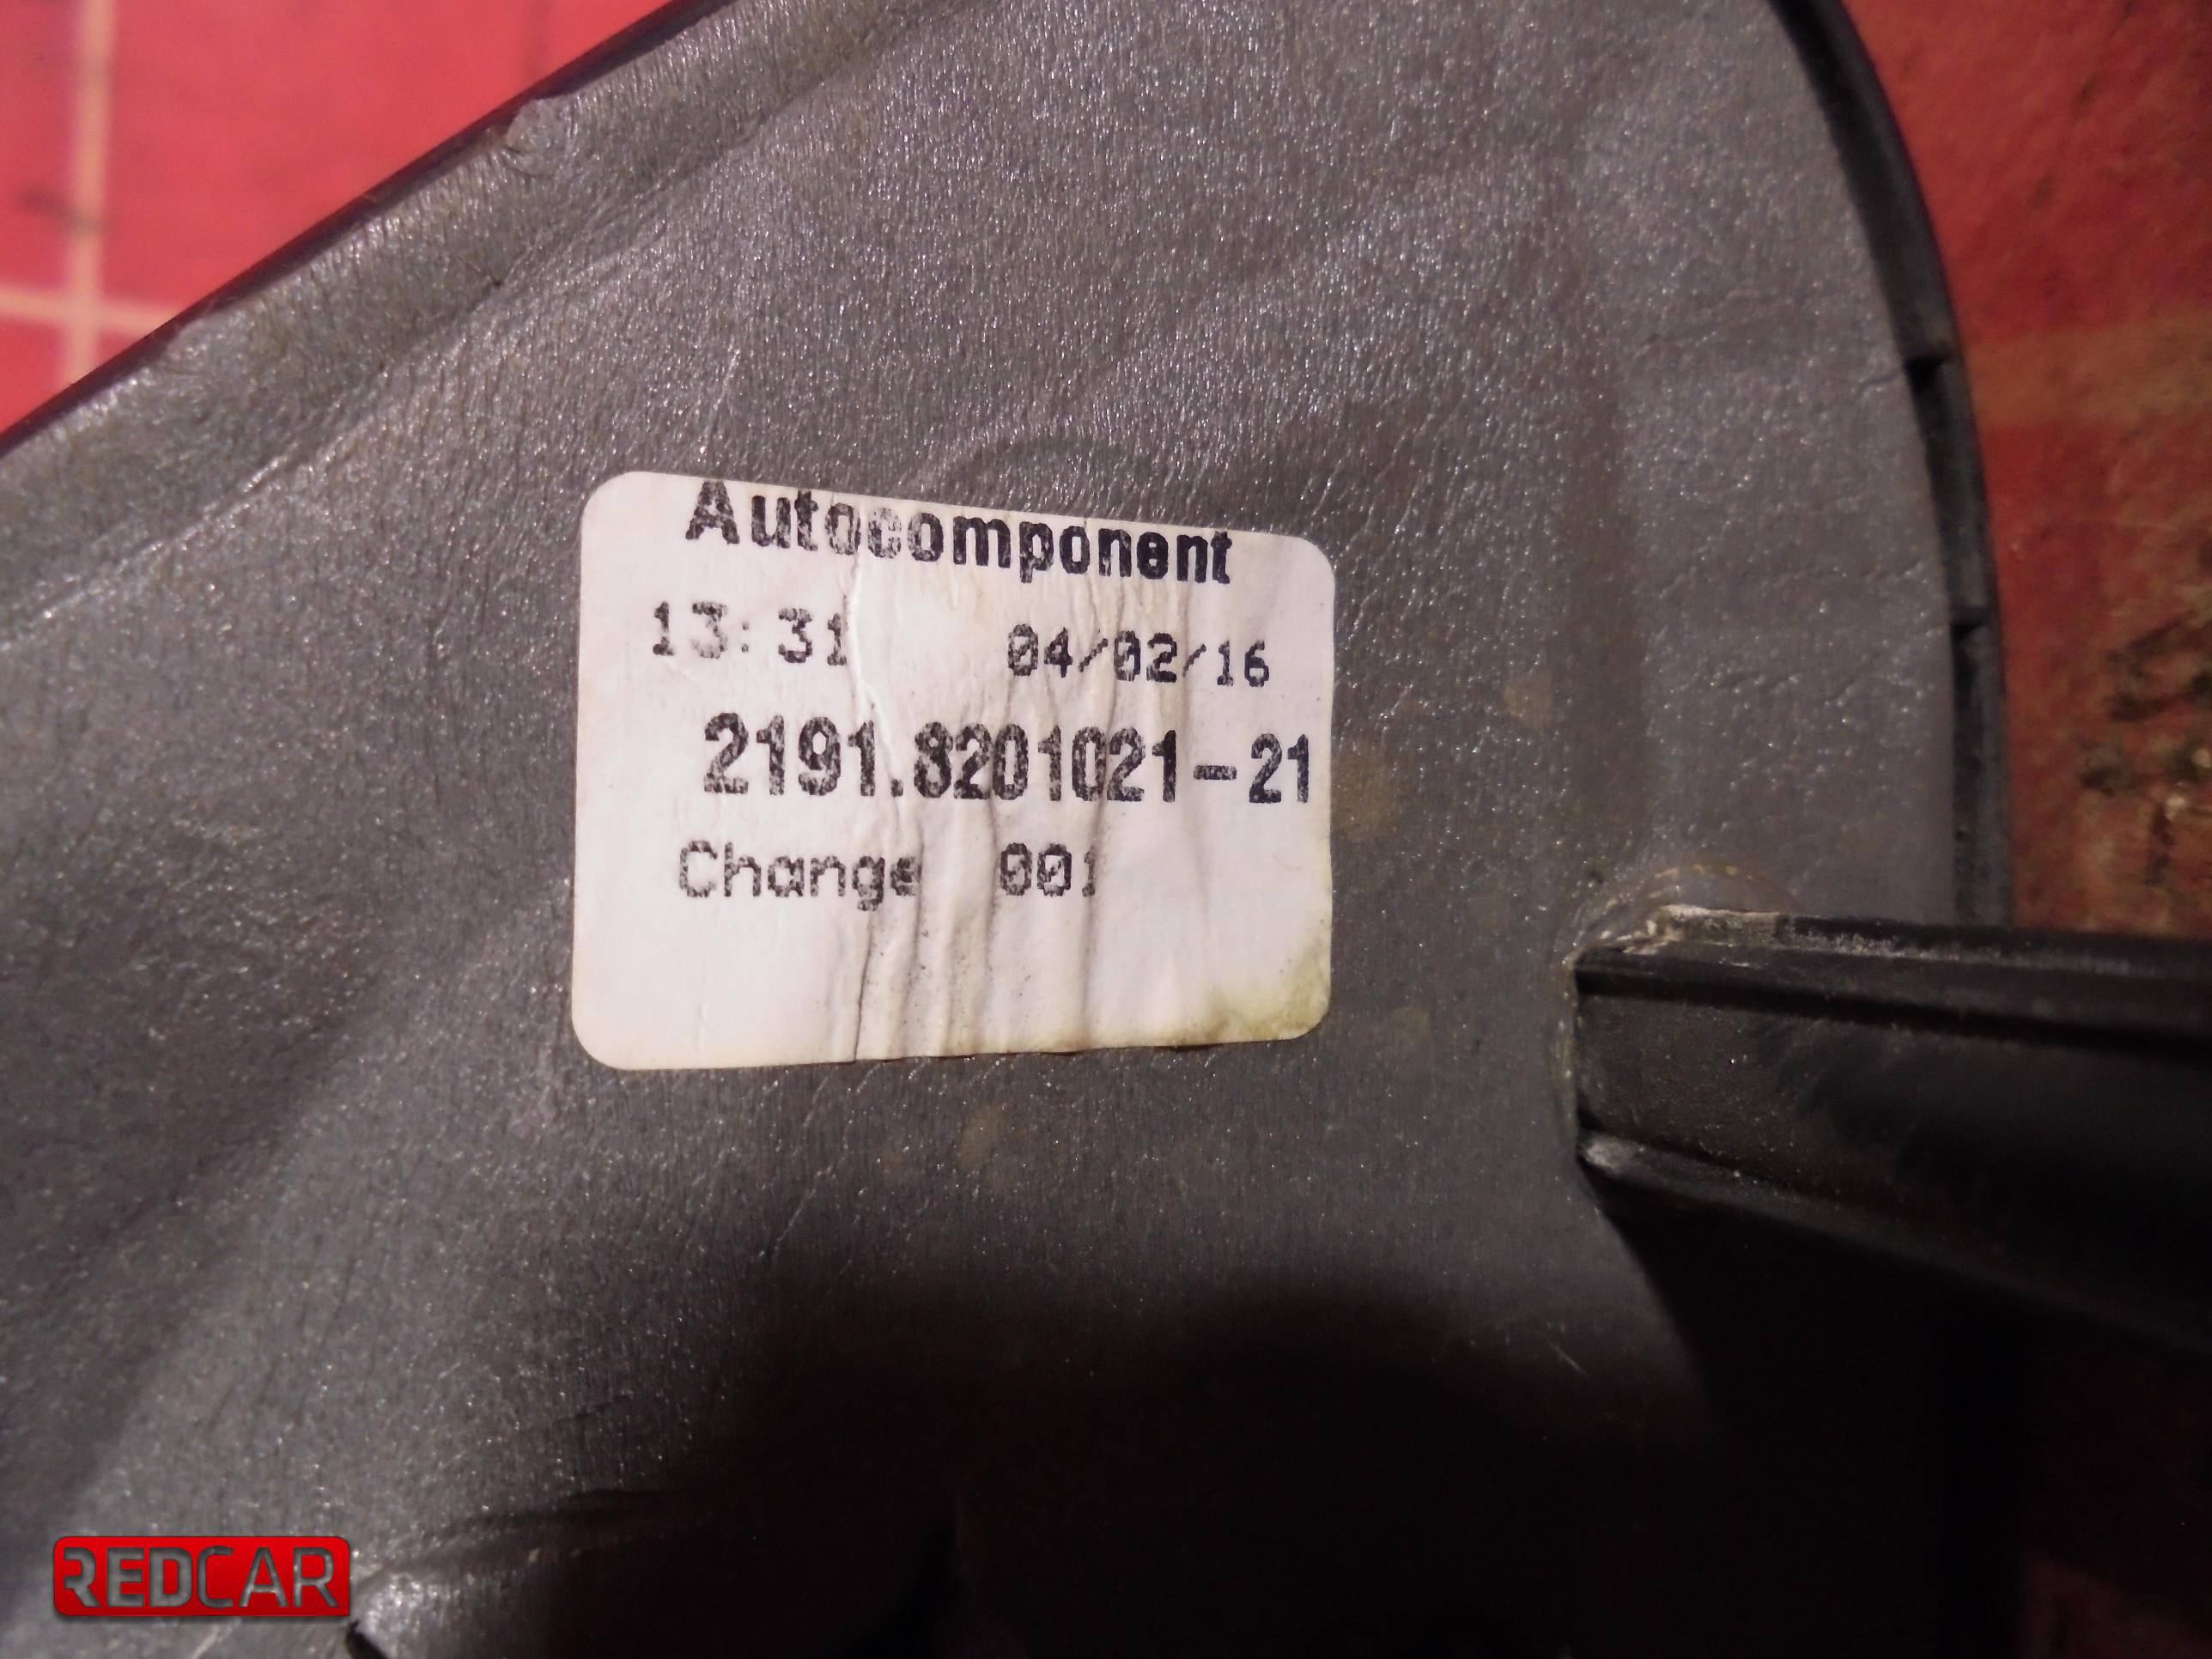 Autocomponent
13:31 04/02/16
2191.8201021-21
Change 001
REDCAR